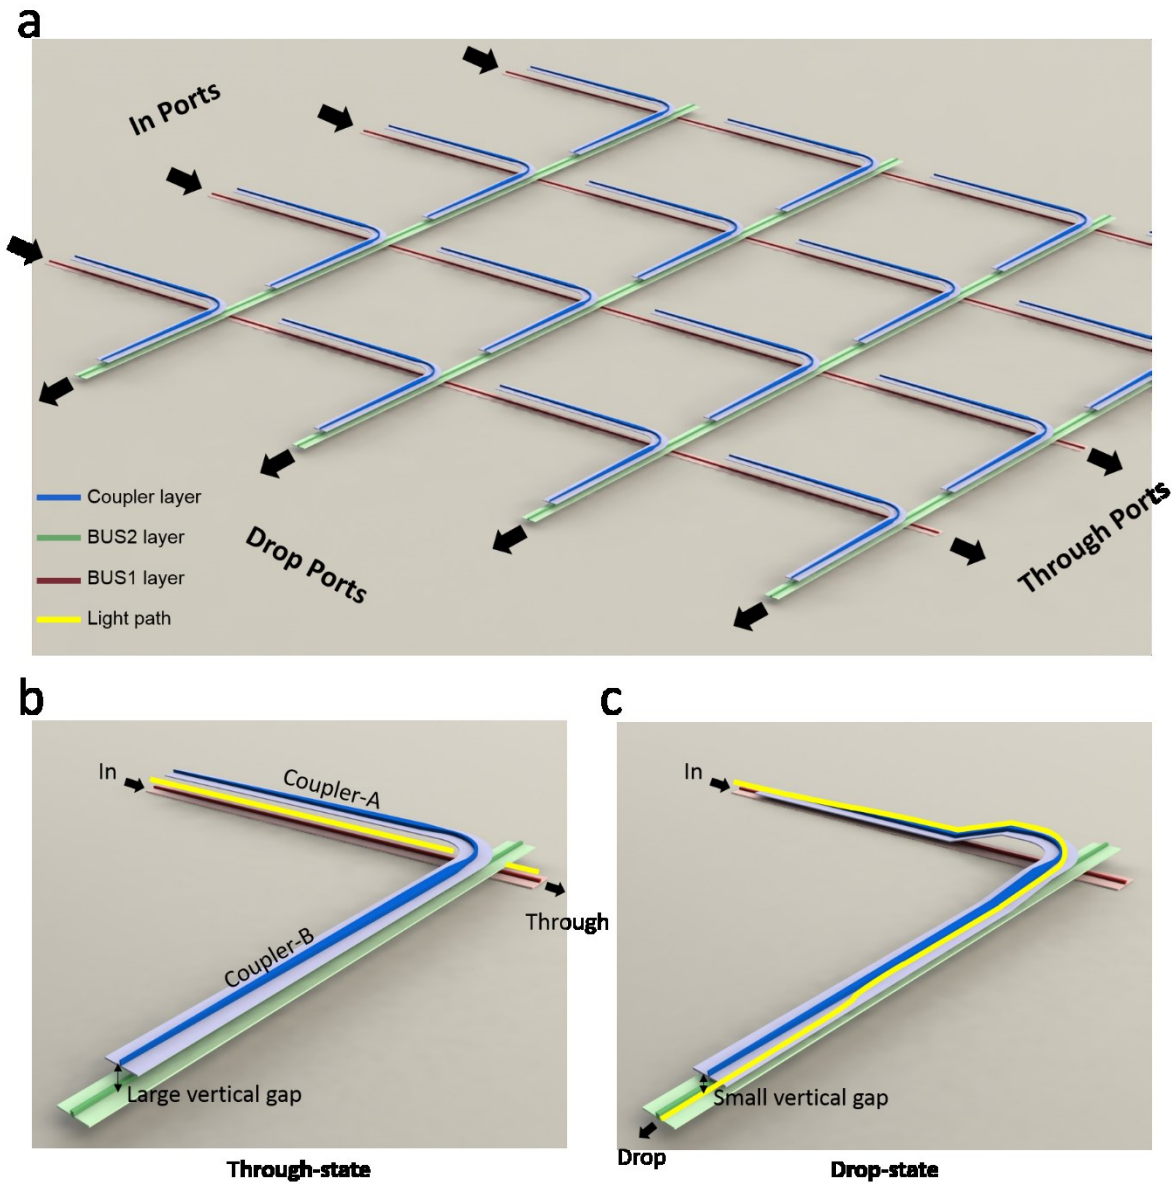 a
In Ports
Coupler layer
BUS2 layer
BUS1 layer
Light path
Drop Ports
Through Ports
b
In
Coupler-A
Through
Coupler-B
Large vertical gap
Through-state
c
In
Small vertical gap
Drop
Drop-state